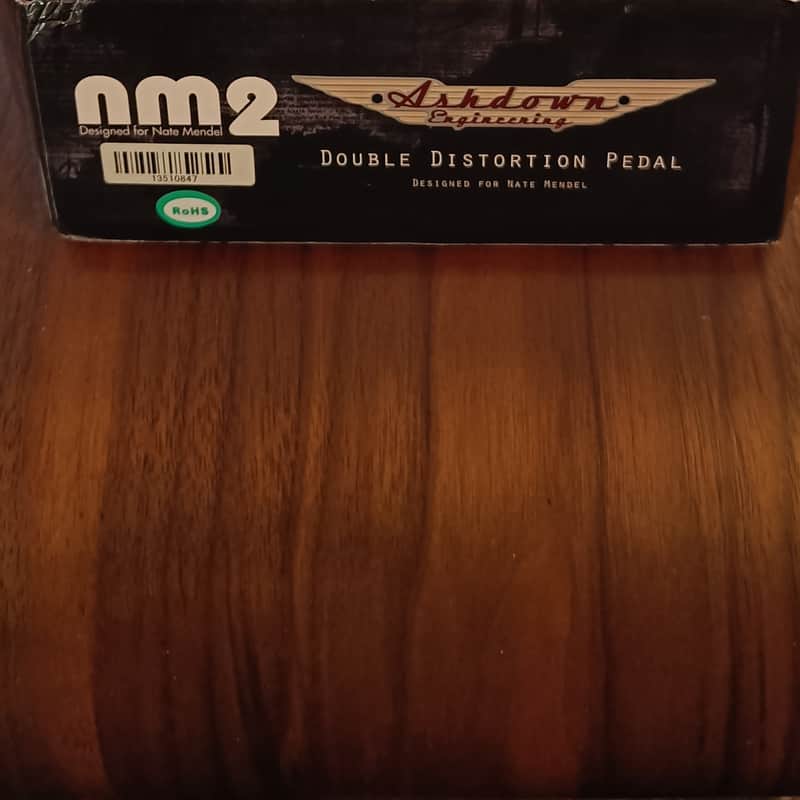 nm2
Designed for Nate Mendel
13510847
RoHS
Ashdown
Engineering
DOUBLE DISTORTION PEDAL
DESIGNED FOR NATE MENDEL